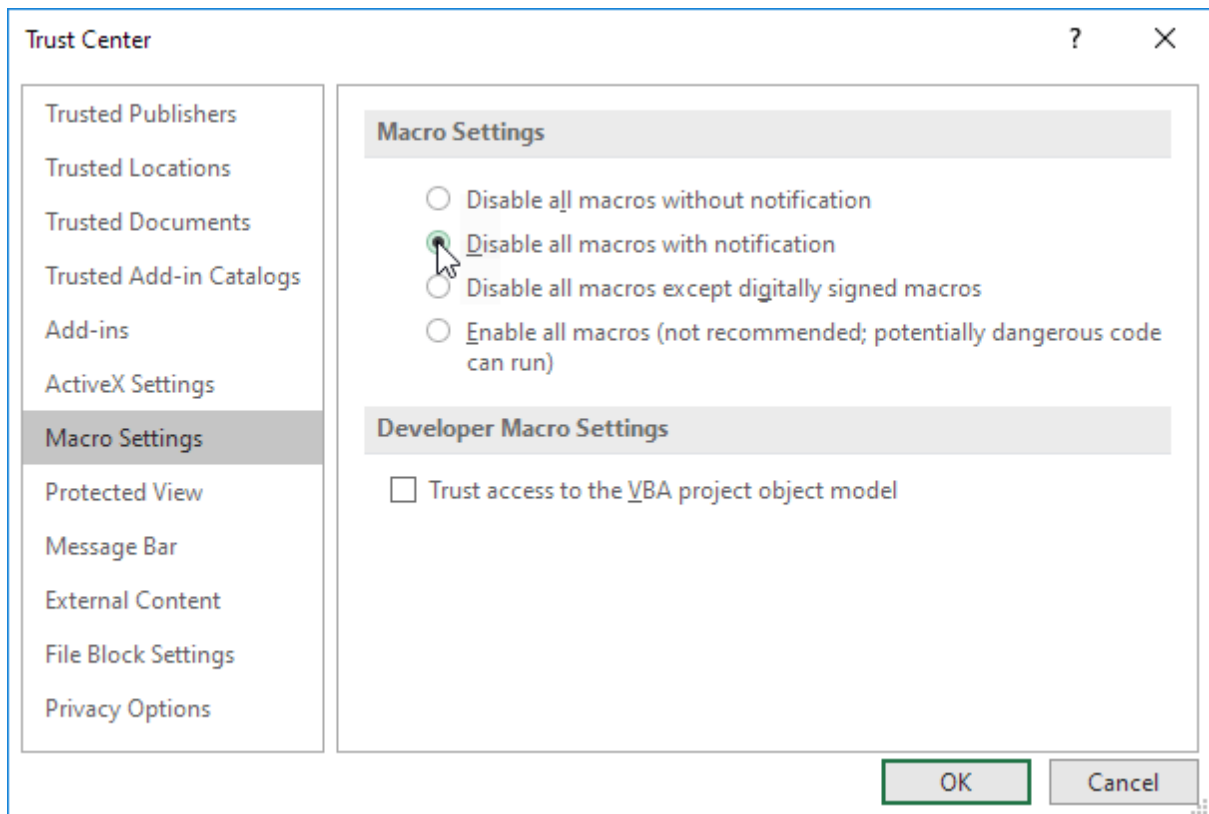 Trust Center
?
Trusted Publishers
Trusted Locations
Trusted Documents
Trusted Add-in Catalogs
Add-ins
ActiveX Settings
Macro Settings
Protected View
Message Bar
External Content
File Block Settings
Privacy Options
Macro Settings
Disable all macros without notification
Disable all macros with notification
Disable all macros except digitally signed macros
Enable all macros (not recommended; potentially dangerous code
can run)
Developer Macro Settings
Trust access to the VBA project object model
OK
Cancel